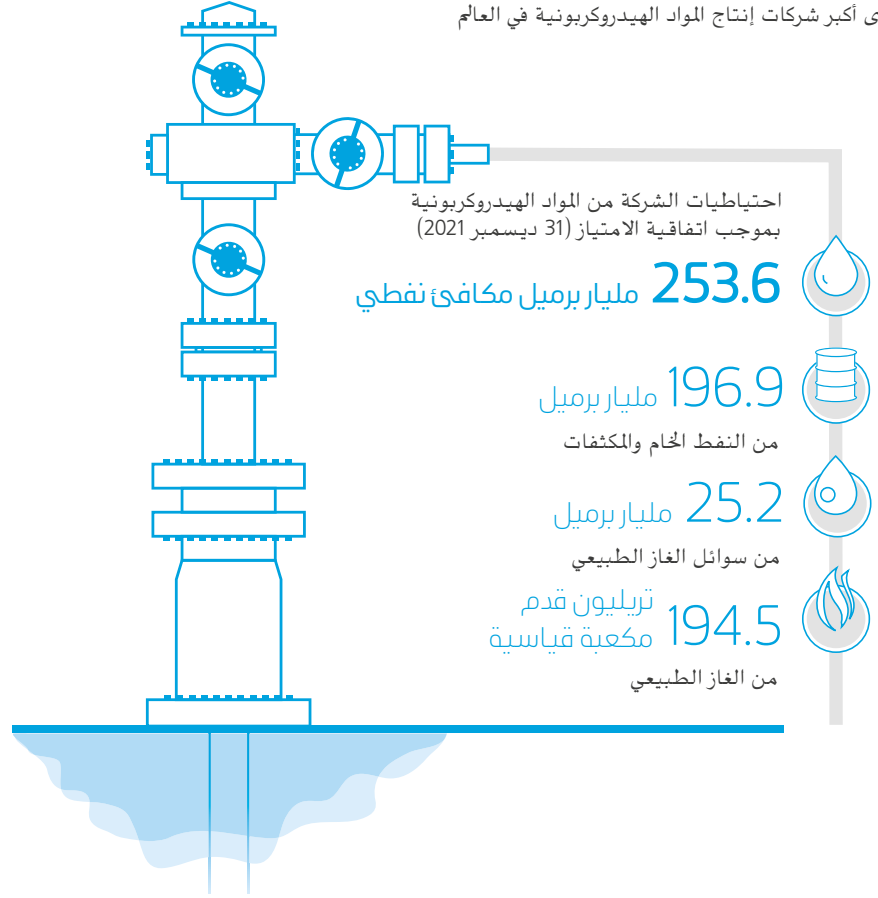 ى أكبر شركات إنتاج المواد الهيدروكربونية في العالم
احتياطيات الشركة من المواد الهيدروكربونية
بموجب اتفاقية الامتياز (31 ديسمبر 2021)
253.6 مليار برميل مكافئ نفطي
196.9 مليار برميل
من النفط الخام والمكثفات
25.2 مليار برميل
من سوائل الغاز الطبيعي
194.5 تريليون قدم
مكعبة قياسية
من الغاز الطبيعي